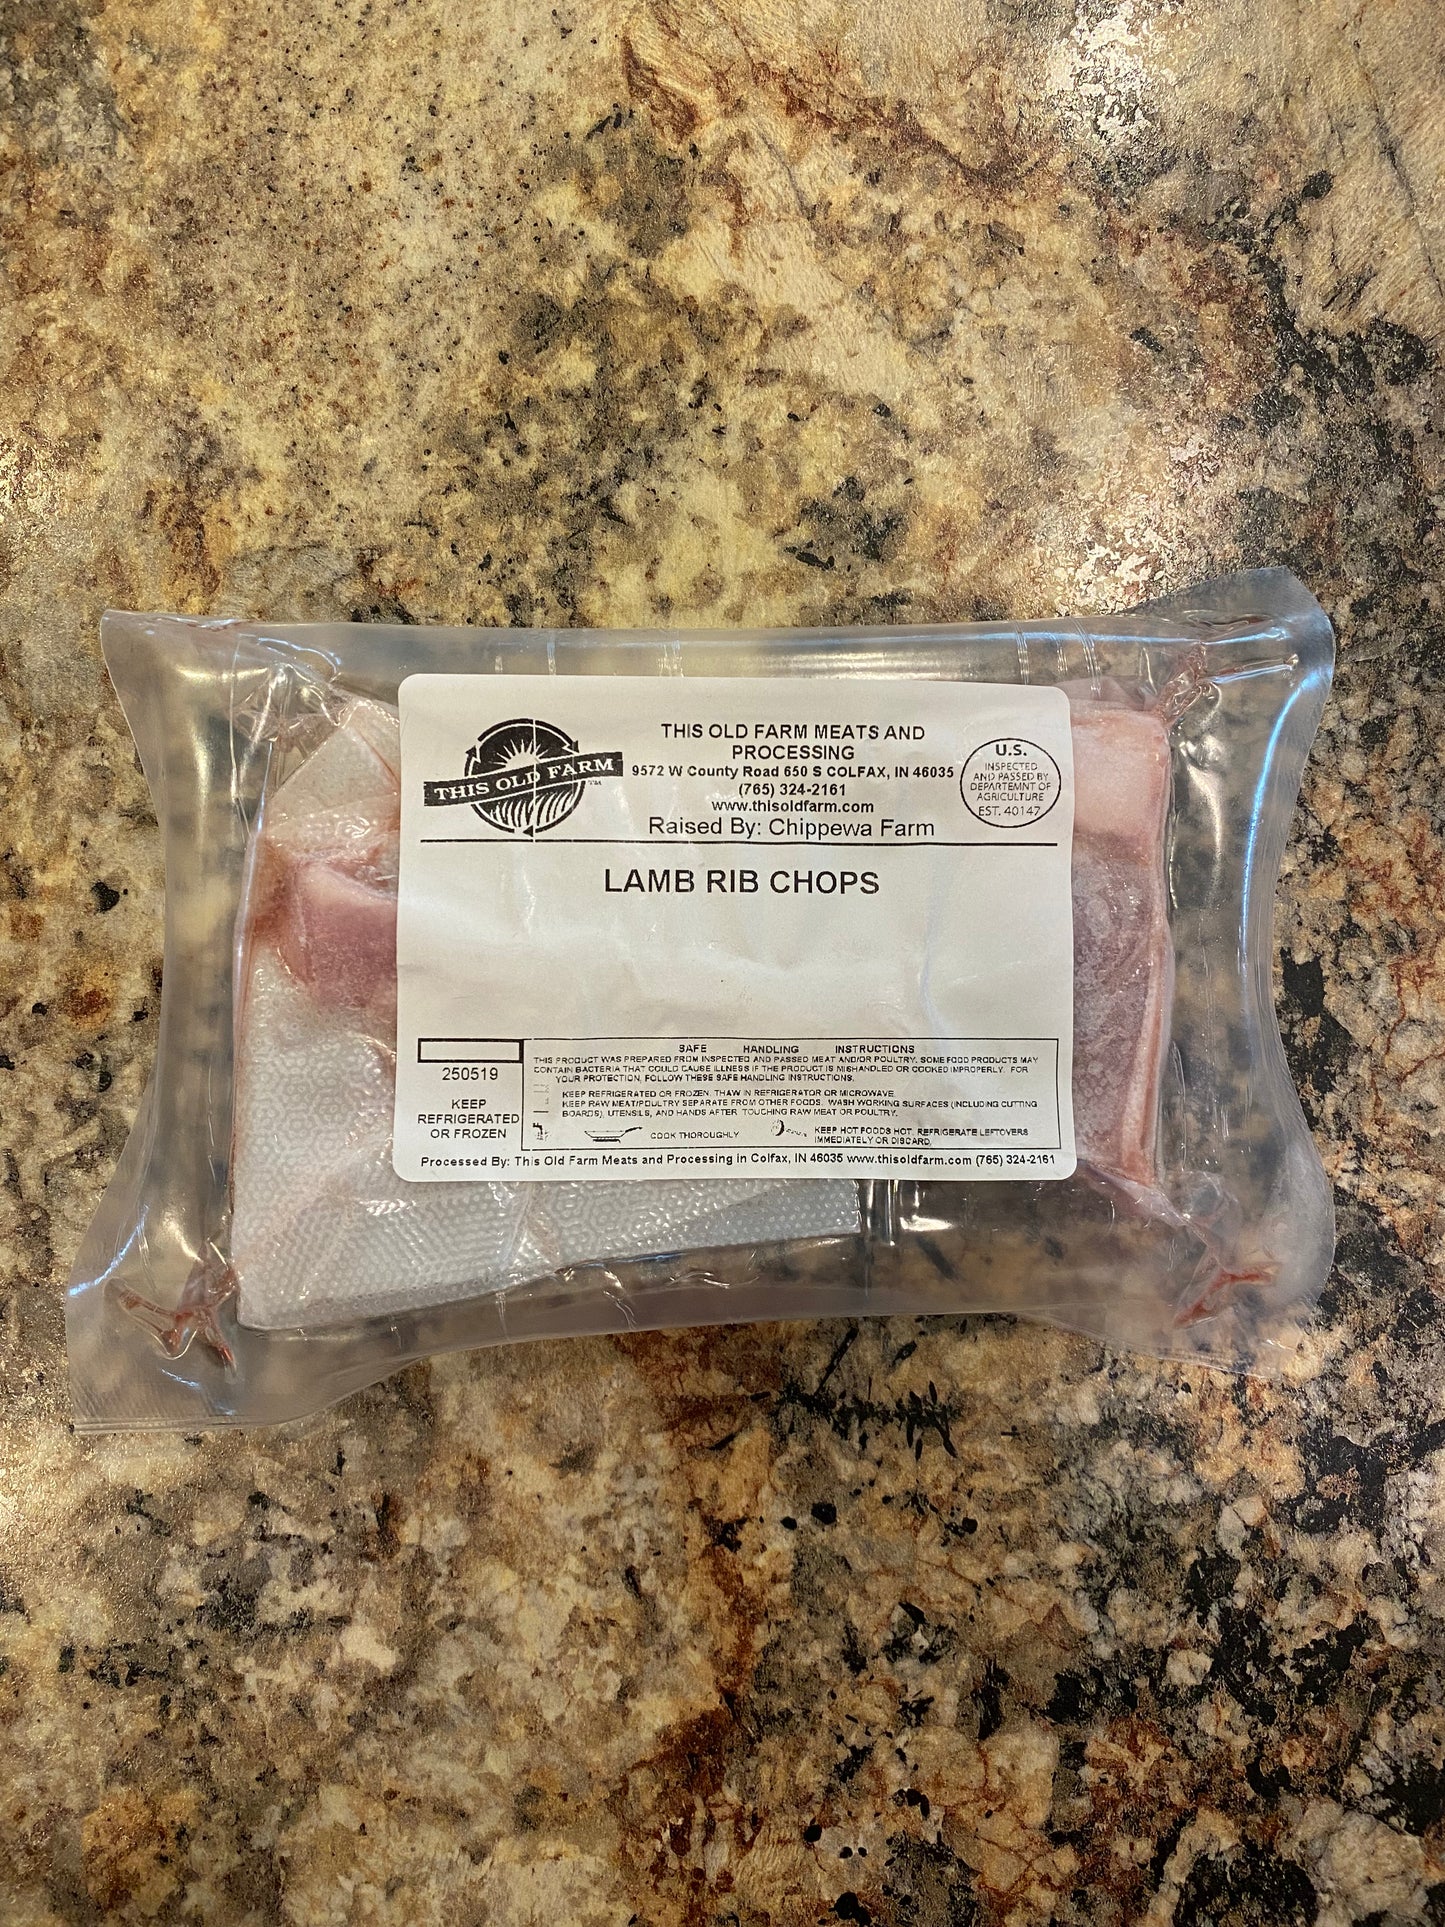 THIS OLD FARM
THIS OLD FARM MEATS AND
PROCESSING
9572 W County Road 650 S COLFAX, IN 46035
(765) 324-2161
www.thisoldfarm.com
Raised By: Chippewa Farm
U.S.
INSPECTED
AND PASSED BY
DEPARTEMNT OF
AGRICULTURE
EST. 40147
LAMB RIB CHOPS
250519
KEEP
REFRIGERATED
OR FROZEN
SAFE HANDLING INSTRUCTIONS
THIS PRODUCT WAS PREPARED FROM INSPECTED AND PASSED MEAT AND/OR POULTRY. SOME FOOD PRODUCTS MAY
CONTAIN BACTERIA THAT COULD CAUSE ILLNESS IF THE PRODUCT IS MISHANDLED OR COOKED IMPROPERLY. FOR
YOUR PROTECTION, FOLLOW THESE SAFE HANDLING INSTRUCTIONS.
KEEP REFRIGERATED OR FROZEN. THAW IN REFRIGERATOR OR MICROWAVE.
KEEP RAW MEAT/POULTRY SEPARATE FROM OTHER FOODS. WASH WORKING SURFACES (INCLUDING CUTTING
BOARDS), UTENSILS, AND HANDS AFTER TOUCHING RAW MEAT OR POULTRY.
COOK THOROUGHLY
KEEP HOT FOODS HOT. REFRIGERATE LEFTOVERS
IMMEDIATELY OR DISCARD.
Processed By: This Old Farm Meats and Processing in Colfax, IN 46035 www.thisoldfarm.com (765) 324-2161